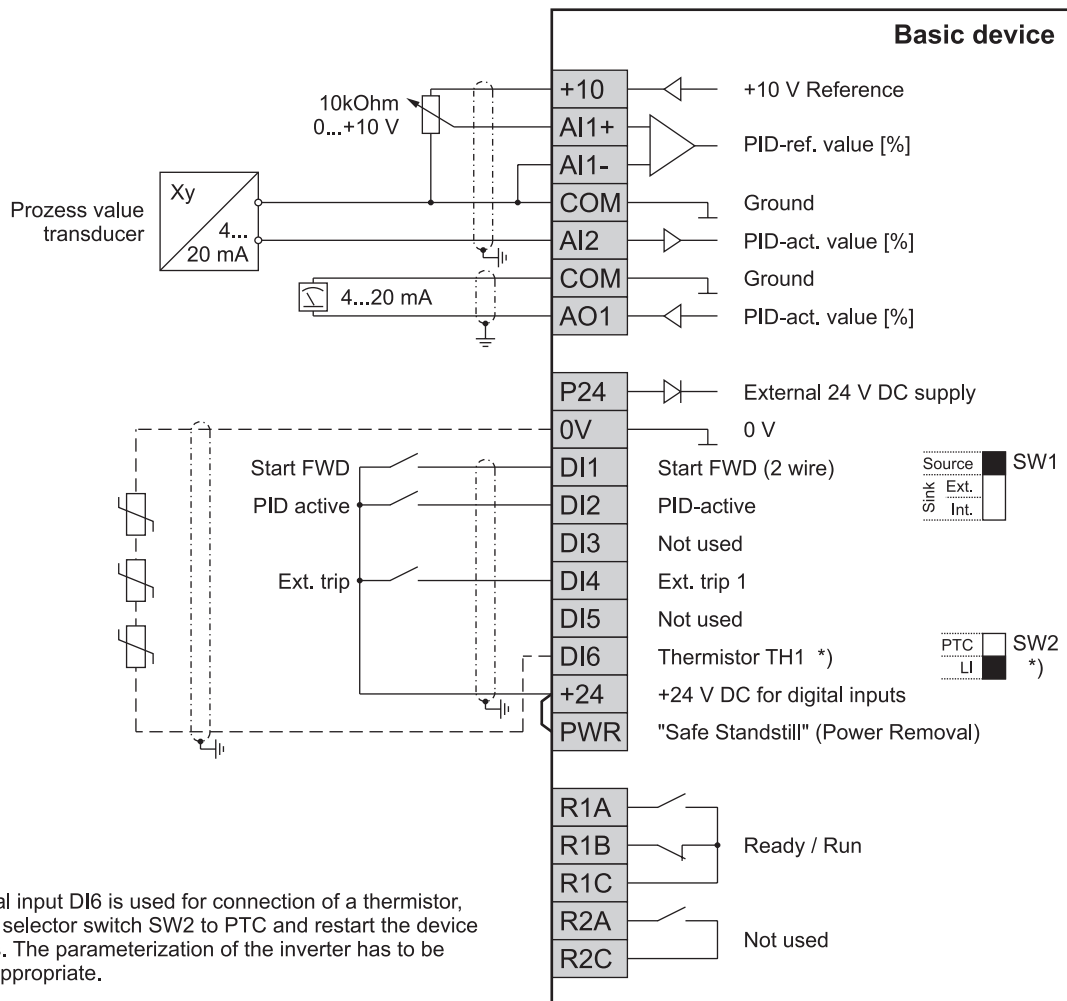 Basic device
+10
+10 V Reference
10kOhm
0...+10 V
AI1+
AI1-
PID-ref. value [%]
Prozess value
transducer
Xy
4...
20 mA
COM
Ground
AI2
PID-act. value [%]
COM
Ground
4...20 mA
AO1
PID-act. value [%]
P24
External 24 V DC supply
0V
0 V
Start FWD
DI1
Start FWD (2 wire)
PID active
DI2
PID-active
Source
Sink
Ext.
Int.
SW1
DI3
Not used
Ext. trip
DI4
Ext. trip 1
DI5
Not used
DI6
Thermistor TH1 *)
PTC
LI
SW2
*)
+24
+24 V DC for digital inputs
PWR
"Safe Standstill" (Power Removal)
R1A
R1B
Ready / Run
R1C
R2A
Not used
R2C
al input DI6 is used for connection of a thermistor,
selector switch SW2 to PTC and restart the device
. The parameterization of the inverter has to be
ppropriate.